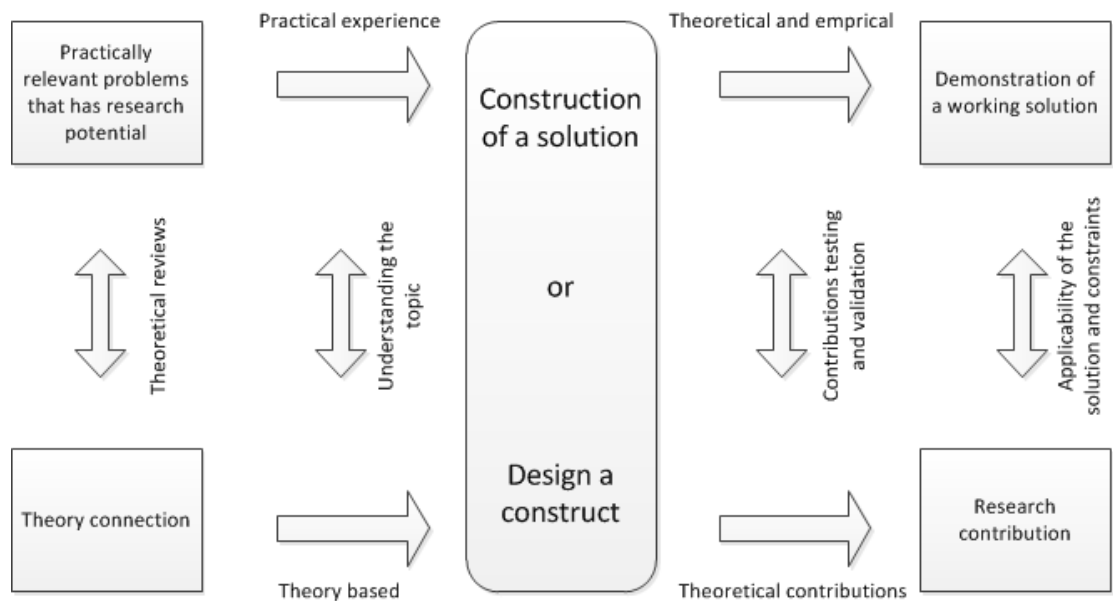 Practical experience
Theoretical and emprical
Practically
relevant problems
that has research
potential
Construction
of a solution
Demonstration of
a working solution
Theoretical reviews
Understanding the
topic
or
Contributions testing
and validation
Applicability of the
solution and constraints
Theory connection
Design a
construct
Research
contribution
Theory based
Theoretical contributions